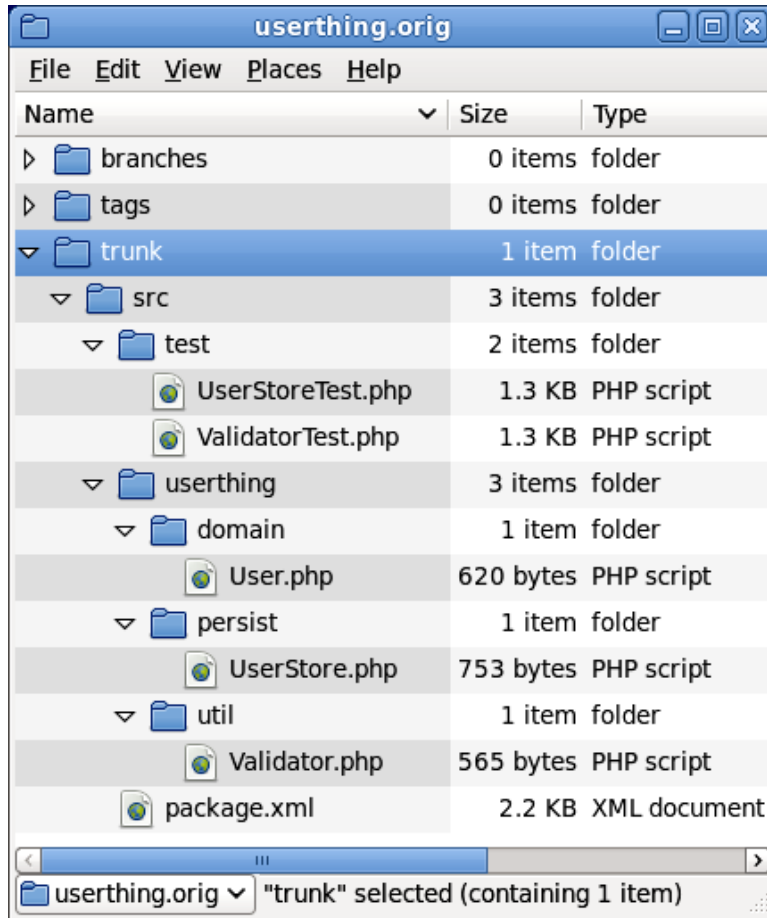 userthing.orig
File Edit View Places Help
Name Size Type
branches 0 items folder
tags 0 items folder
trunk 1 item folder
src 3 items folder
test 2 items folder
UserStoreTest.php 1.3 KB PHP script
ValidatorTest.php 1.3 KB PHP script
userthing 3 items folder
domain 1 item folder
User.php 620 bytes PHP script
persist 1 item folder
UserStore.php 753 bytes PHP script
util 1 item folder
Validator.php 565 bytes PHP script
package.xml 2.2 KB XML document
userthing.orig "trunk" selected (containing 1 item)